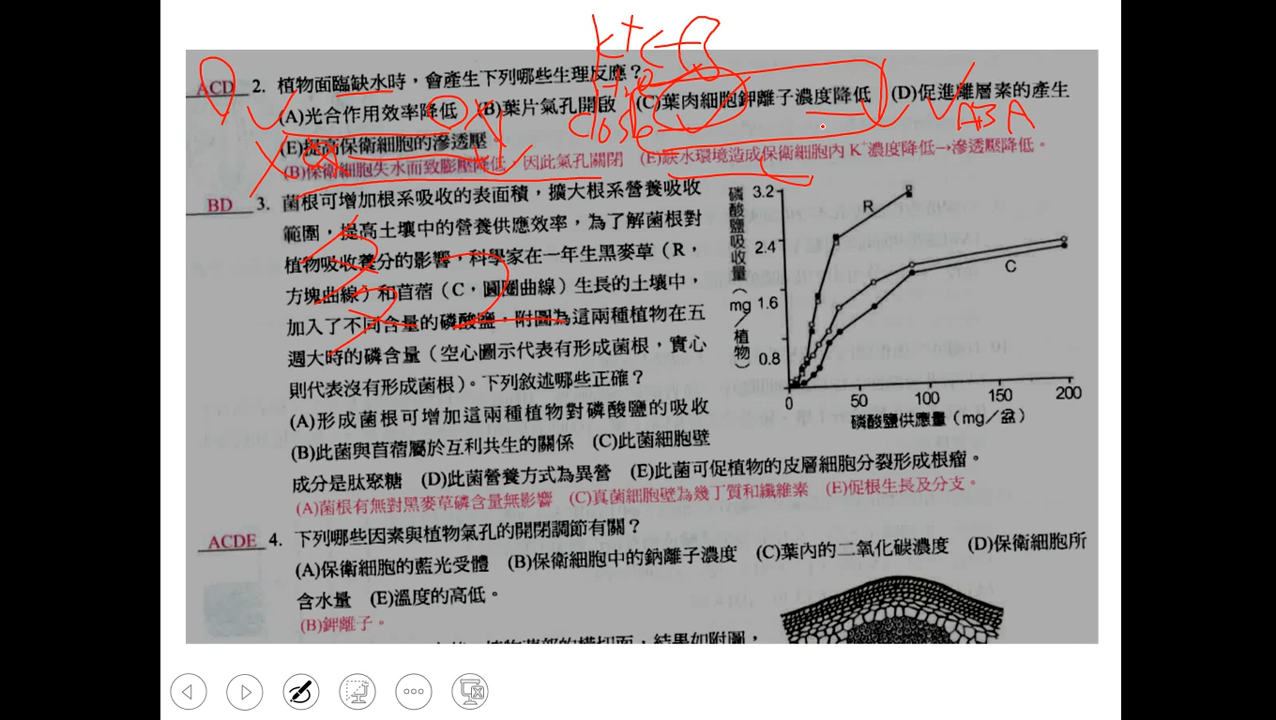 K+
close
ACD 2. 植物面臨缺水時，會產生下列哪些生理反應？
(A)光合作用效率降低 (B)葉片氣孔開啟 (C)葉肉細胞鉀離子濃度降低 (D)促進離層素的產生
ABA
(E)提高保衛細胞的滲透壓。
(B)保衛細胞失水而致膨壓降低，因此氣孔關閉 (E)缺水環境造成保衛細胞內 K⁺濃度降低→滲透壓降低。
BD 3. 菌根可增加根系吸收的表面積，擴大根系營養吸收
範圍，提高土壤中的營養供應效率，為了解菌根對
植物吸收養分的影響，科學家在一年生黑麥草（R，
方塊曲線）和苜蓿（C，圓圈曲線）生長的土壤中，
加入了不同含量的磷酸鹽，附圖為這兩種植物在五
週大時的磷含量（空心圖示代表有形成菌根，實心
則代表沒有形成菌根）。下列敘述哪些正確？
(A)形成菌根可增加這兩種植物對磷酸鹽的吸收
(B)此菌與苜蓿屬於互利共生的關係 (C)此菌細胞壁
成分是肽聚糖 (D)此菌營養方式為異營 (E)此菌可促植物的皮層細胞分裂形成根瘤。
(A)菌根有無對黑麥草磷含量無影響 (C)真菌細胞壁為幾丁質和纖維素 (E)促根生長及分支。
磷酸鹽吸收量（mg／植物）
3.2
2.4
1.6
0.8
R
C
0 50 100 150 200
磷酸鹽供應量（mg／盆）
ACDE 4. 下列哪些因素與植物氣孔的開閉調節有關？
(A)保衛細胞的藍光受體 (B)保衛細胞中的鈉離子濃度 (C)葉內的二氧化碳濃度 (D)保衛細胞所
含水量 (E)溫度的高低。
(B)鉀離子。